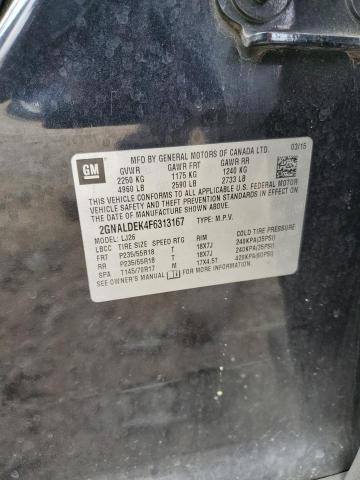 GM
MFD BY GENERAL MOTORS OF CANADA LTD. 03/15
GVWR GAWR FRT GAWR RR
2250 KG 1175 KG 1240 KG
4960 LB 2590 LB 2733 LB
THIS VEHICLE CONFORMS TO ALL APPLICABLE U.S. FEDERAL MOTOR
VEHICLE SAFETY AND THEFT PREVENTION STANDARDS IN EFFECT ON
THE DATE OF MANUFACTURE SHOWN ABOVE.
2GNALDEK4F6313167 TYPE: M.P.V.
MODEL: LJ26
LBCC TIRE SIZE SPEED RTG RIM COLD TIRE PRESSURE
FRT P235/55R18 T 18X7J 240KPA(35PSI)
RR P235/55R18 T 18X7J 240KPA(35PSI)
SPA T145/70R17 M 17X4.5T 420KPA(60PSI)
SEE OWNER'S MANUAL FOR ADDITIONAL INFORMATION.